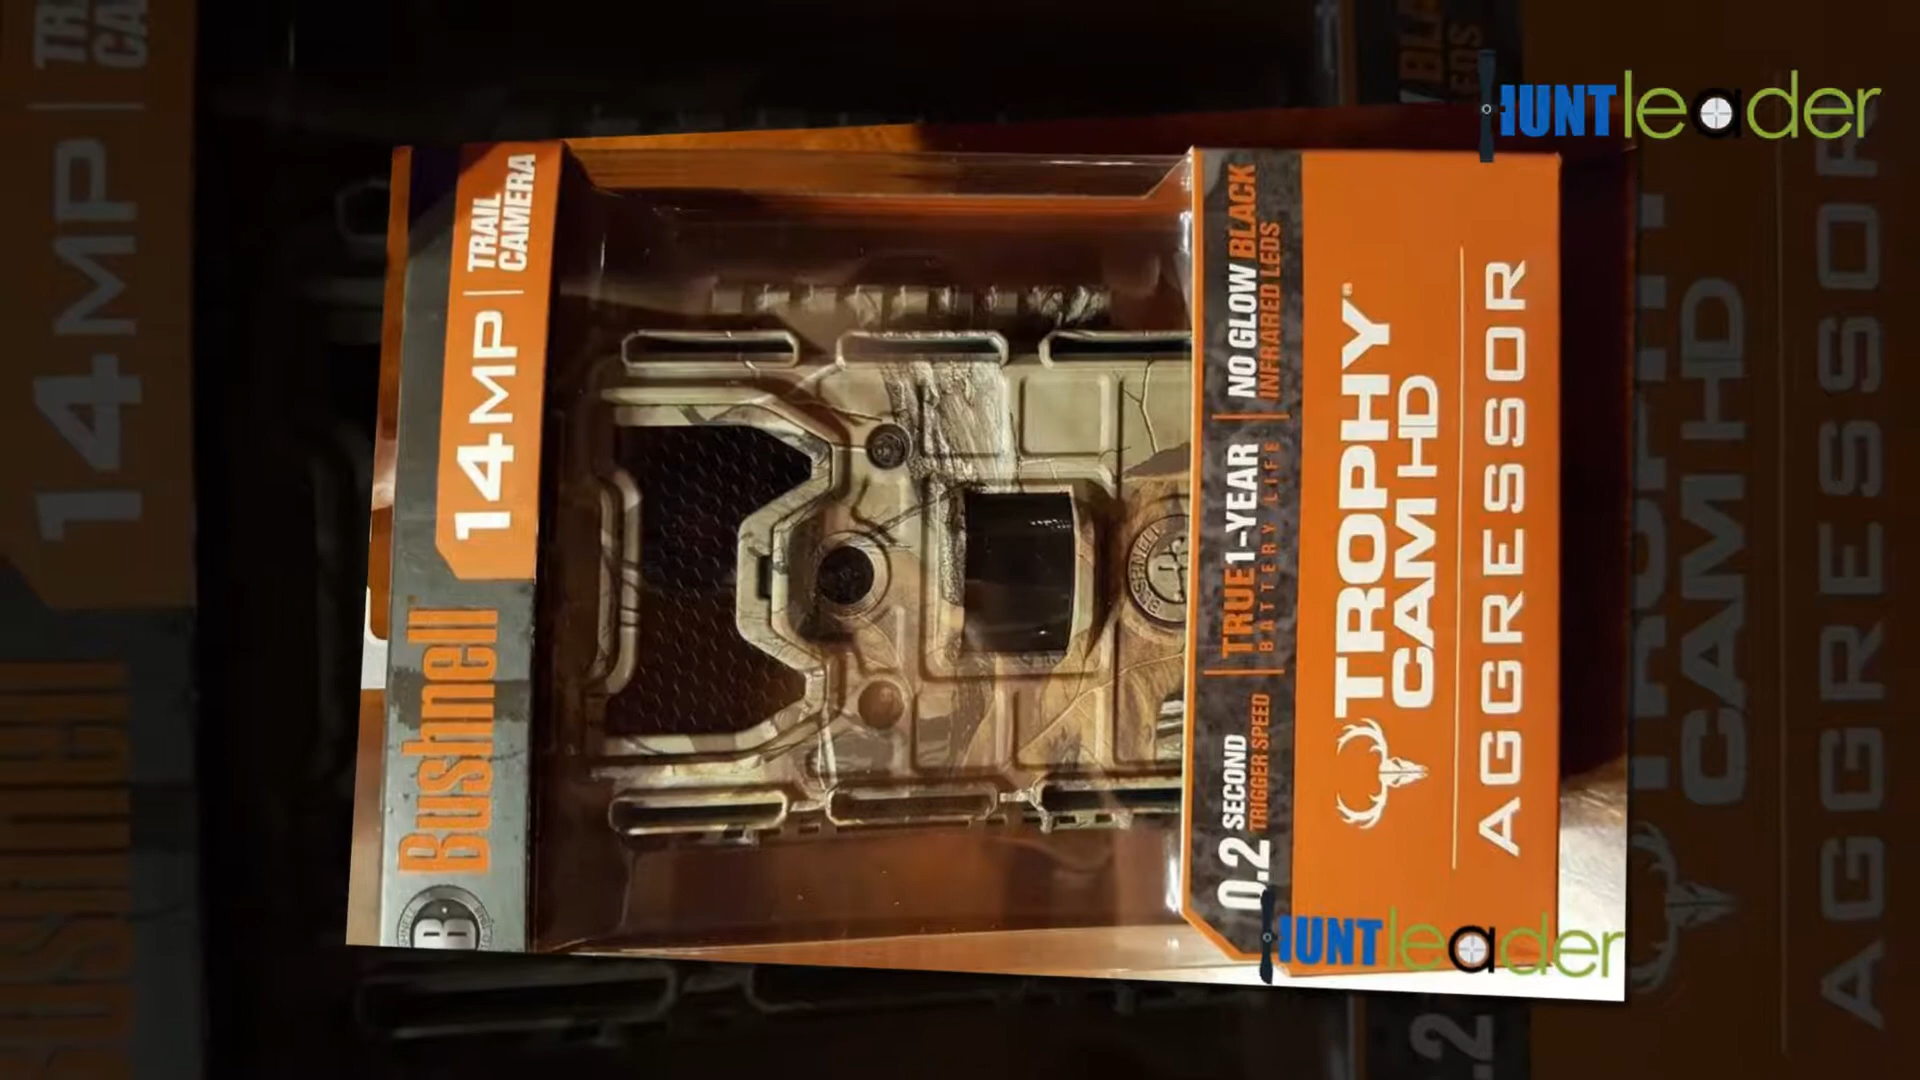 HUNTleader
Bushnell
14MP
TRAIL
CAMERA
0.2 SECOND
TRIGGER SPEED
TRUE 1-YEAR
BATTERY LIFE
NO GLOW BLACK
INFRARED LEDS
TROPHY
CAM HD
AGGRESSOR
BUSHNELL
B
HUNTleader